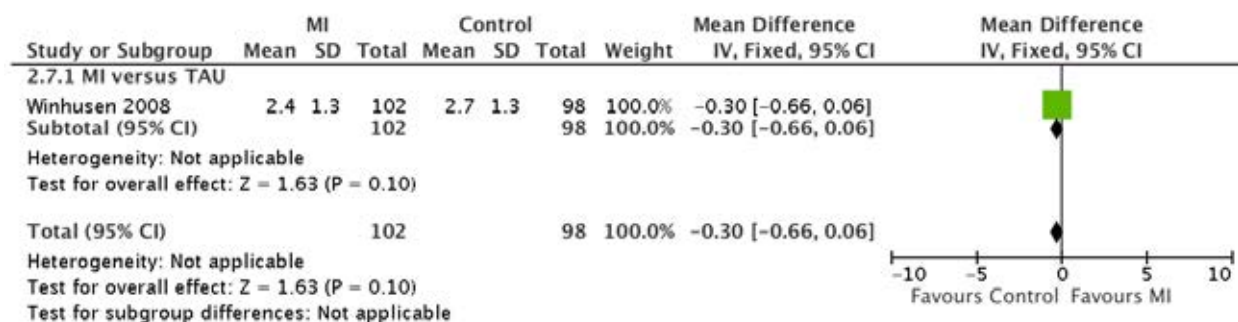 MI Control Mean Difference Mean Difference
Study or Subgroup Mean SD Total Mean SD Total Weight IV, Fixed, 95% CI IV, Fixed, 95% CI
2.7.1 MI versus TAU
Winhusen 2008 2.4 1.3 102 2.7 1.3 98 100.0% -0.30 [-0.66, 0.06]
Subtotal (95% CI) 102 98 100.0% -0.30 [-0.66, 0.06]
Heterogeneity: Not applicable
Test for overall effect: Z = 1.63 (P = 0.10)
Total (95% CI) 102 98 100.0% -0.30 [-0.66, 0.06]
Heterogeneity: Not applicable
Test for overall effect: Z = 1.63 (P = 0.10)
Test for subgroup differences: Not applicable
-10 -5 0 5 10
Favours Control Favours MI